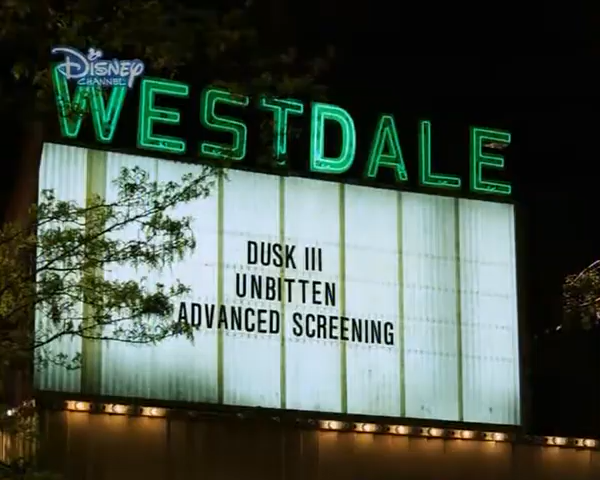 Disney
CHANNEL
WESTDALE
DUSK III
UNBITTEN
ADVANCED SCREENING